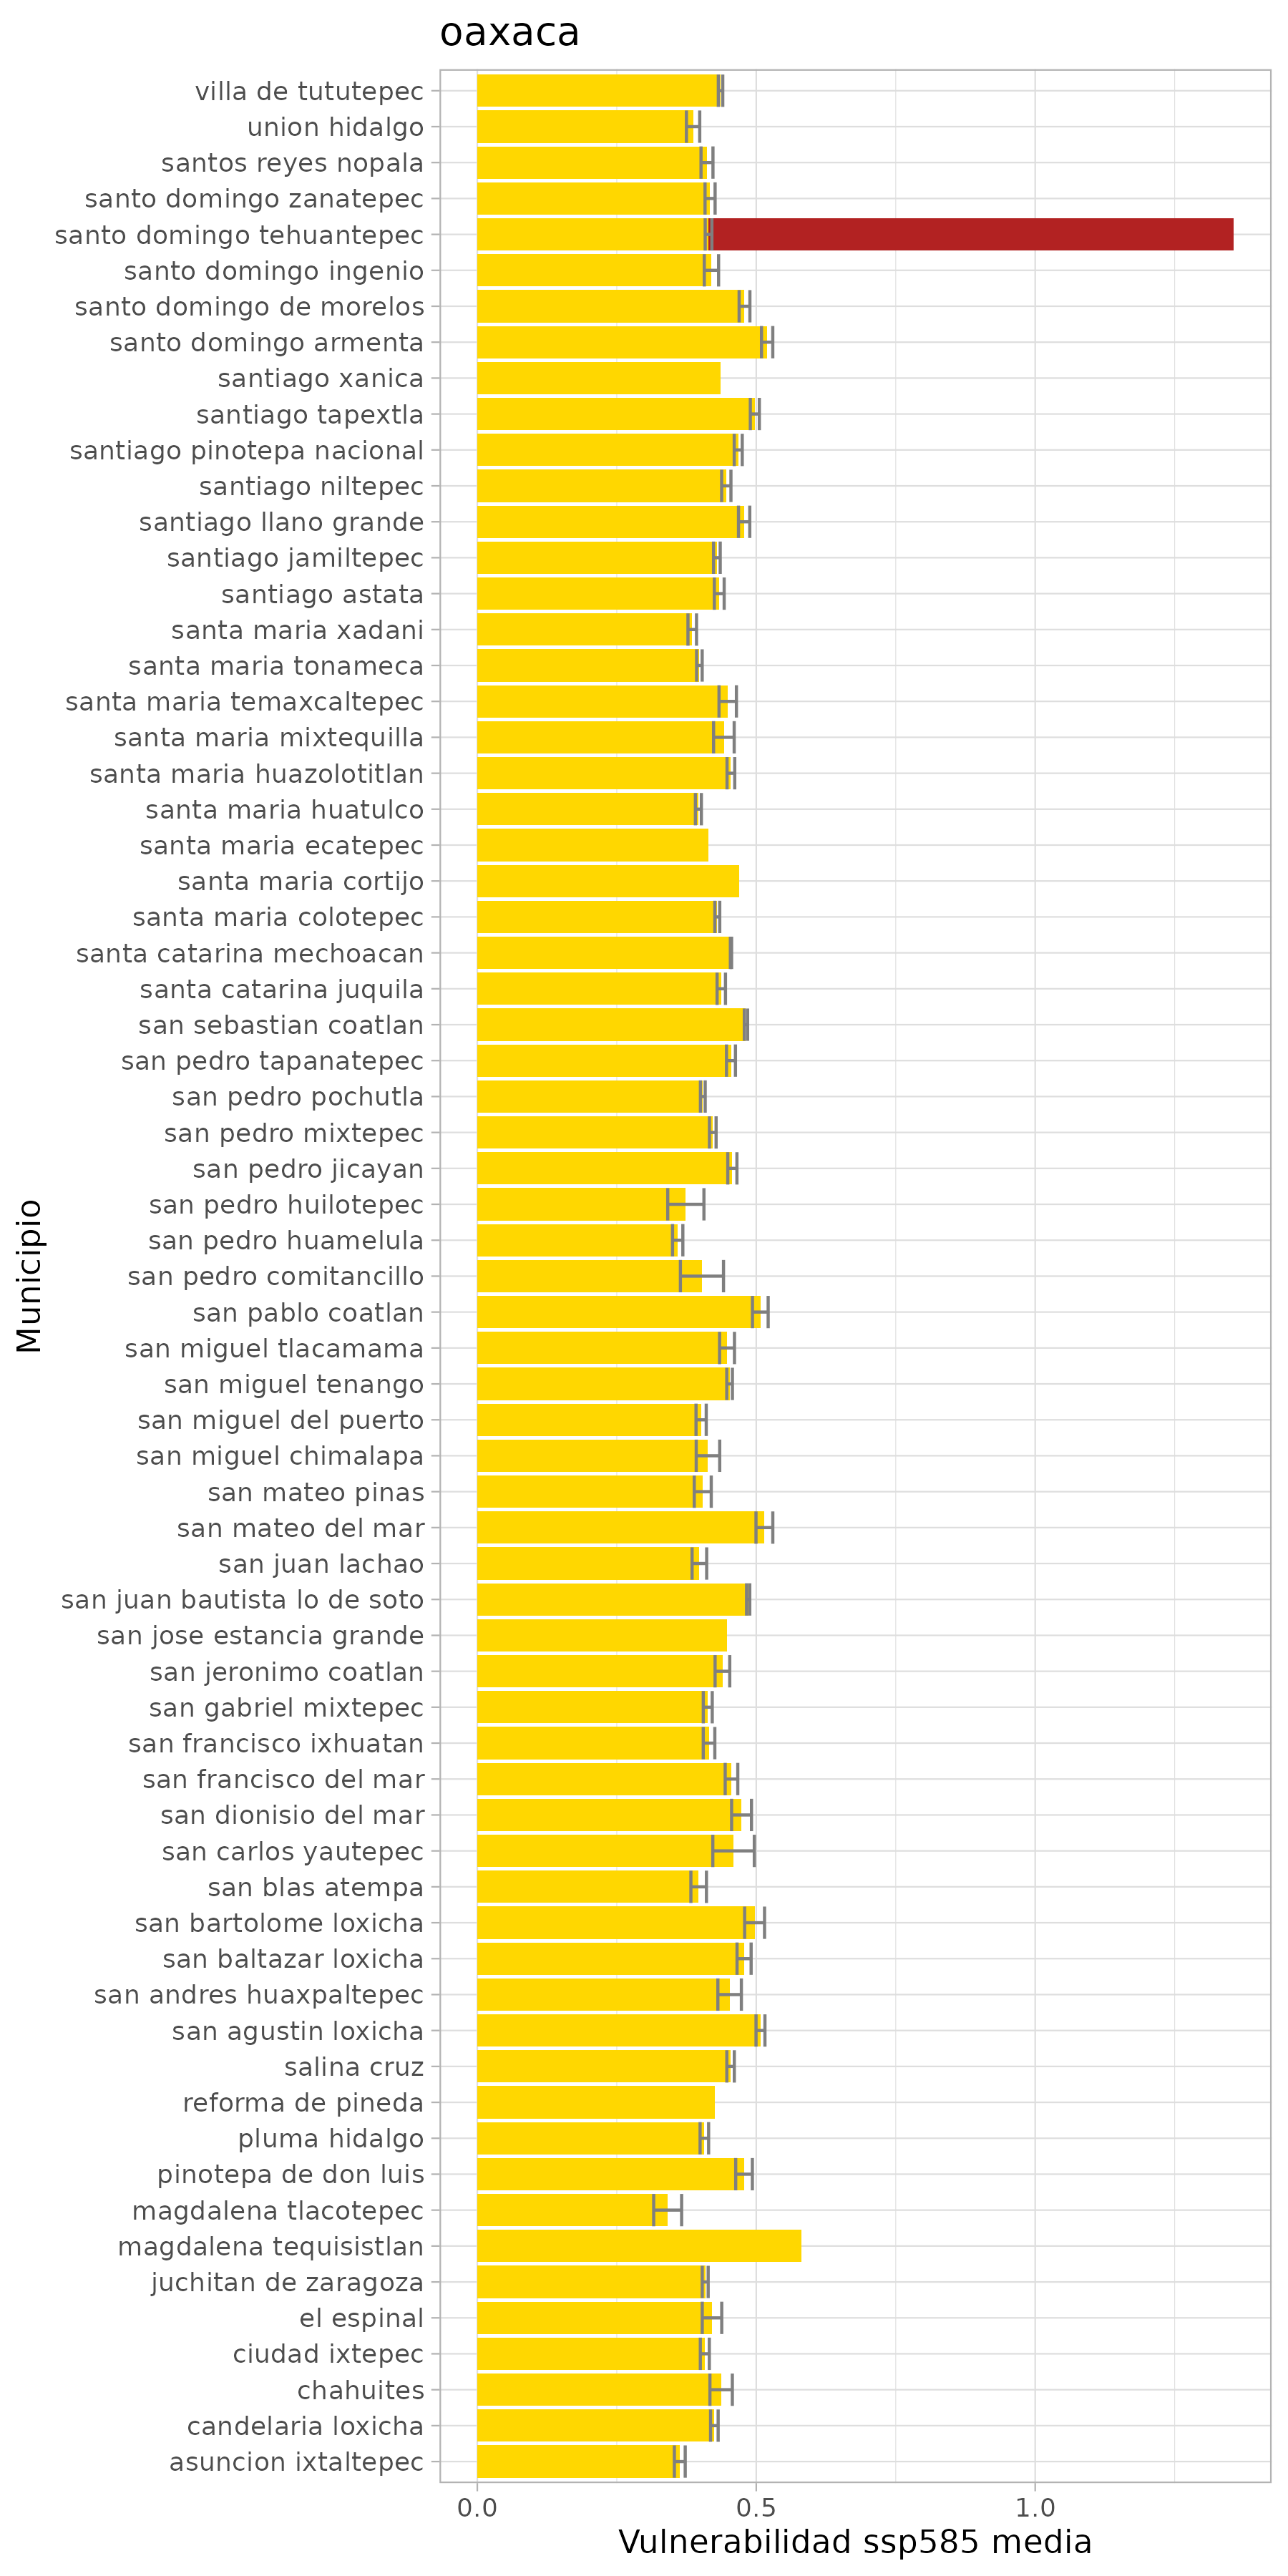 oaxaca
villa de tututepec
union hidalgo
santos reyes nopala
santo domingo zanatepec
santo domingo tehuantepec
santo domingo ingenio
santo domingo de morelos
santo domingo armenta
santiago xanica
santiago tapextla
santiago pinotepa nacional
santiago niltepec
santiago llano grande
santiago jamiltepec
santiago astata
santa maria xadani
santa maria tonameca
santa maria temaxcaltepec
santa maria mixtequilla
santa maria huazolotitlan
santa maria huatulco
santa maria ecatepec
santa maria cortijo
santa maria colotepec
santa catarina mechoacan
santa catarina juquila
san sebastian coatlan
san pedro tapanatepec
san pedro pochutla
san pedro mixtepec
san pedro jicayan
san pedro huilotepec
san pedro huamelula
san pedro comitancillo
san pablo coatlan
san miguel tlacamama
san miguel tenango
san miguel del puerto
san miguel chimalapa
san mateo pinas
san mateo del mar
san juan lachao
san juan bautista lo de soto
san jose estancia grande
san jeronimo coatlan
san gabriel mixtepec
san francisco ixhuatan
san francisco del mar
san dionisio del mar
san carlos yautepec
san blas atempa
san bartolome loxicha
san baltazar loxicha
san andres huaxpaltepec
san agustin loxicha
salina cruz
reforma de pineda
pluma hidalgo
pinotepa de don luis
magdalena tlacotepec
magdalena tequisistlan
juchitan de zaragoza
el espinal
ciudad ixtepec
chahuites
candelaria loxicha
asuncion ixtaltepec
Municipio
0.0 0.5 1.0
Vulnerabilidad ssp585 media